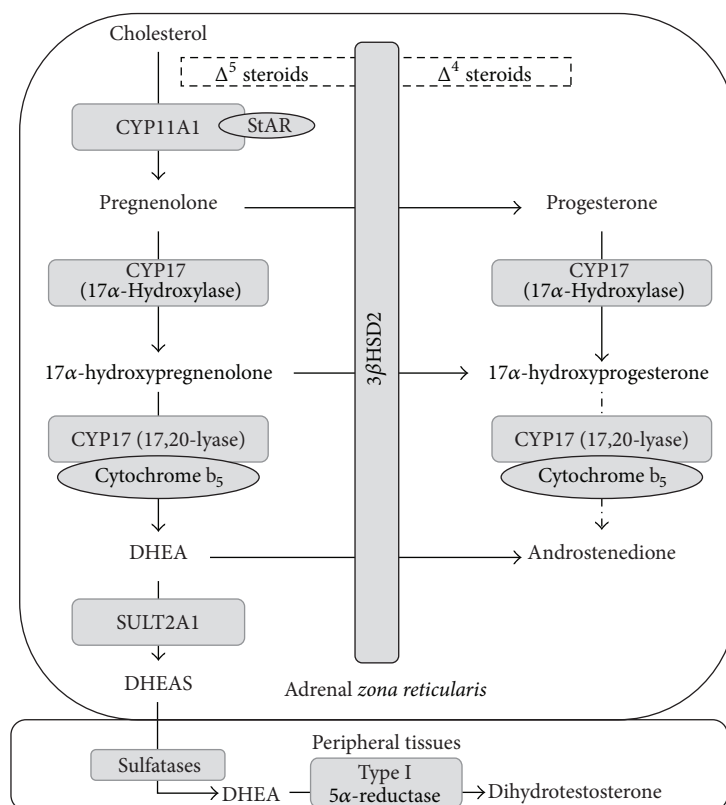 Cholesterol
Δ⁵ steroids
Δ⁴ steroids
CYP11A1
StAR
Pregnenolone
Progesterone
CYP17
(17α-Hydroxylase)
CYP17
(17α-Hydroxylase)
3βHSD2
17α-hydroxypregnenolone
17α-hydroxyprogesterone
CYP17 (17,20-lyase)
Cytochrome b₅
CYP17 (17,20-lyase)
Cytochrome b₅
DHEA
Androstenedione
SULT2A1
DHEAS
Adrenal zona reticularis
Peripheral tissues
Sulfatases
DHEA
Type I
5α-reductase
Dihydrotestosterone